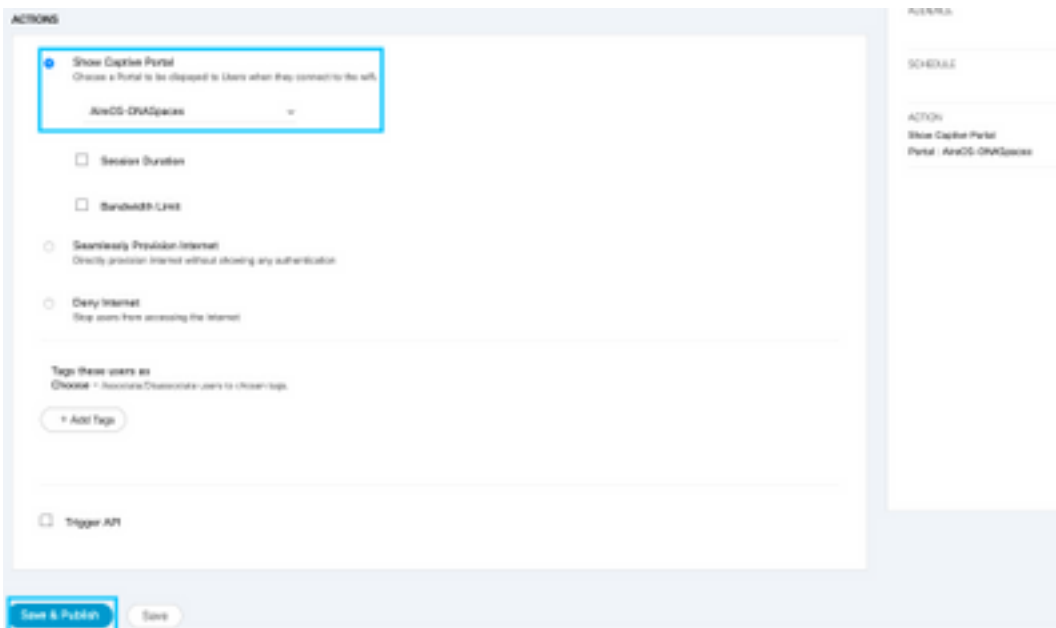 ACTIONS
Show Captive Portal
Choose a Portal to be displayed to Users when they connect to the wifi.
AireOS-DNASpaces
Session Duration
Bandwidth Limit
Seamlessly Provision Internet
Directly provision internet without showing any authentication
Deny Internet
Stop users from accessing the internet
Tags these users as
Choose - Associate/Disassociate users to chosen tags.
+ Add Tags
Trigger API
Save & Publish
Save
AUDIENCE
SCHEDULE
ACTION
Show Captive Portal
Portal : AireOS-DNASpaces